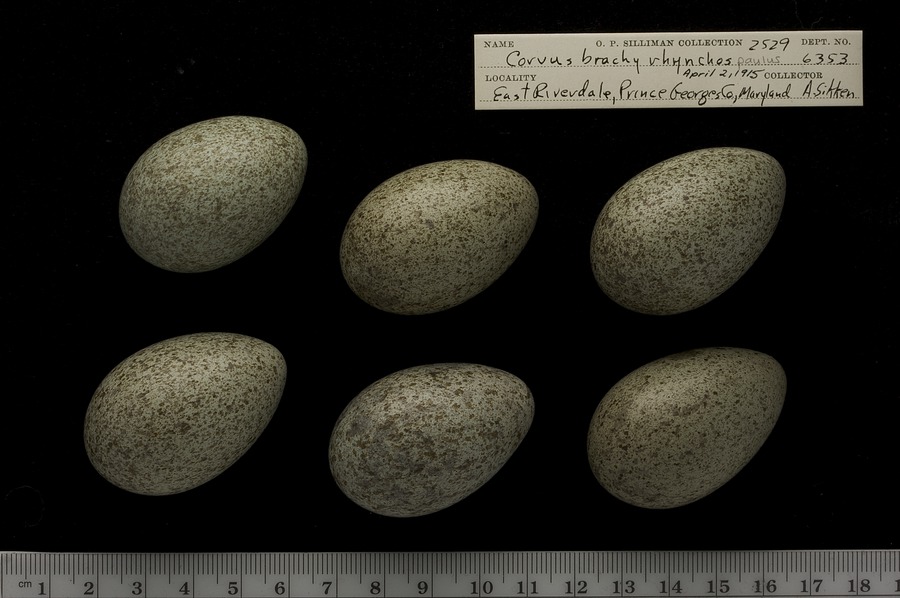 NAME O. P. SILLIMAN COLLECTION 2529 DEPT. NO.
Corvus brachyrhynchos paulus 6353
LOCALITY April 2, 1915 COLLECTOR
East Riverdale, Prince Georges Co., Maryland A.
cm 1 2 3 4 5 6 7 8 9 10 11 12 13 14 15 16 17 18 1